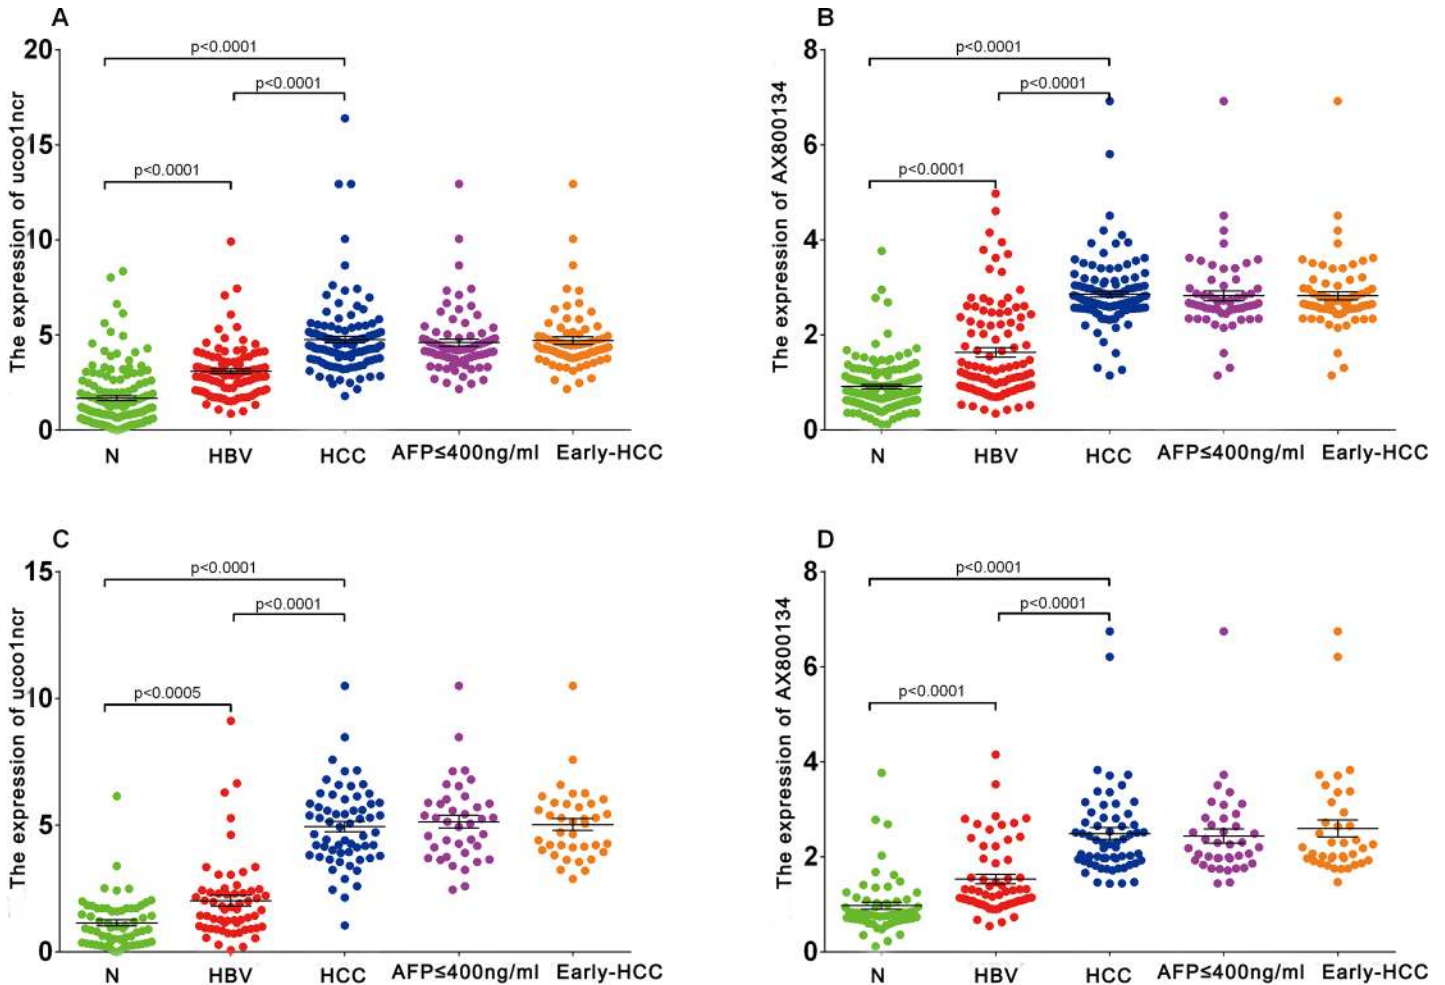 A
The expression of ucoo1ncr
20
15
10
5
0
p<0.0001
p<0.0001
p<0.0001
N
HBV
HCC
AFP≤400ng/ml
Early-HCC
B
The expression of AX800134
8
6
4
2
0
p<0.0001
p<0.0001
p<0.0001
N
HBV
HCC
AFP≤400ng/ml
Early-HCC
C
The expression of ucoo1ncr
15
10
5
0
p<0.0001
p<0.0001
p<0.0005
N
HBV
HCC
AFP≤400ng/ml
Early-HCC
D
The expression of AX800134
8
6
4
2
0
p<0.0001
p<0.0001
p<0.0001
N
HBV
HCC
AFP≤400ng/ml
Early-HCC